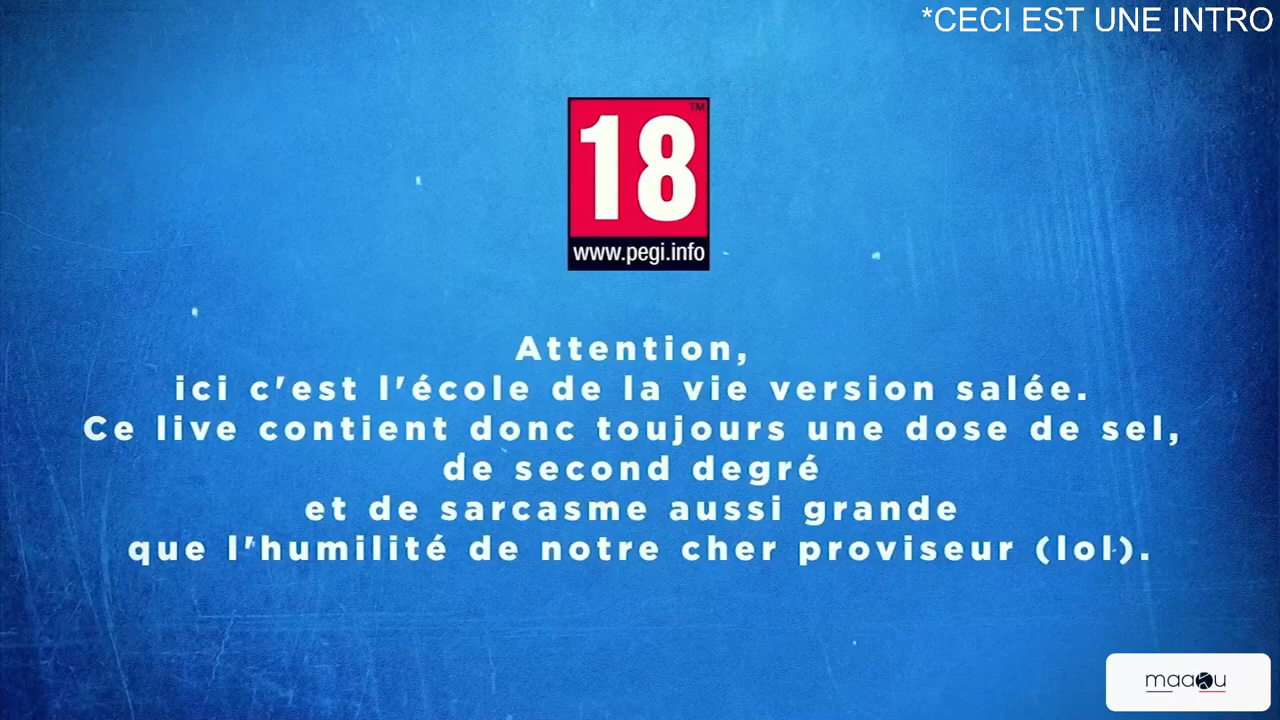 *CECI EST UNE INTRO
18
TM
www.pegi.info
Attention,
ici c'est l'école de la vie version salée.
Ce live contient donc toujours une dose de sel,
de second degré
et de sarcasme aussi grande
que l'humilité de notre cher proviseur (lol).
maaku